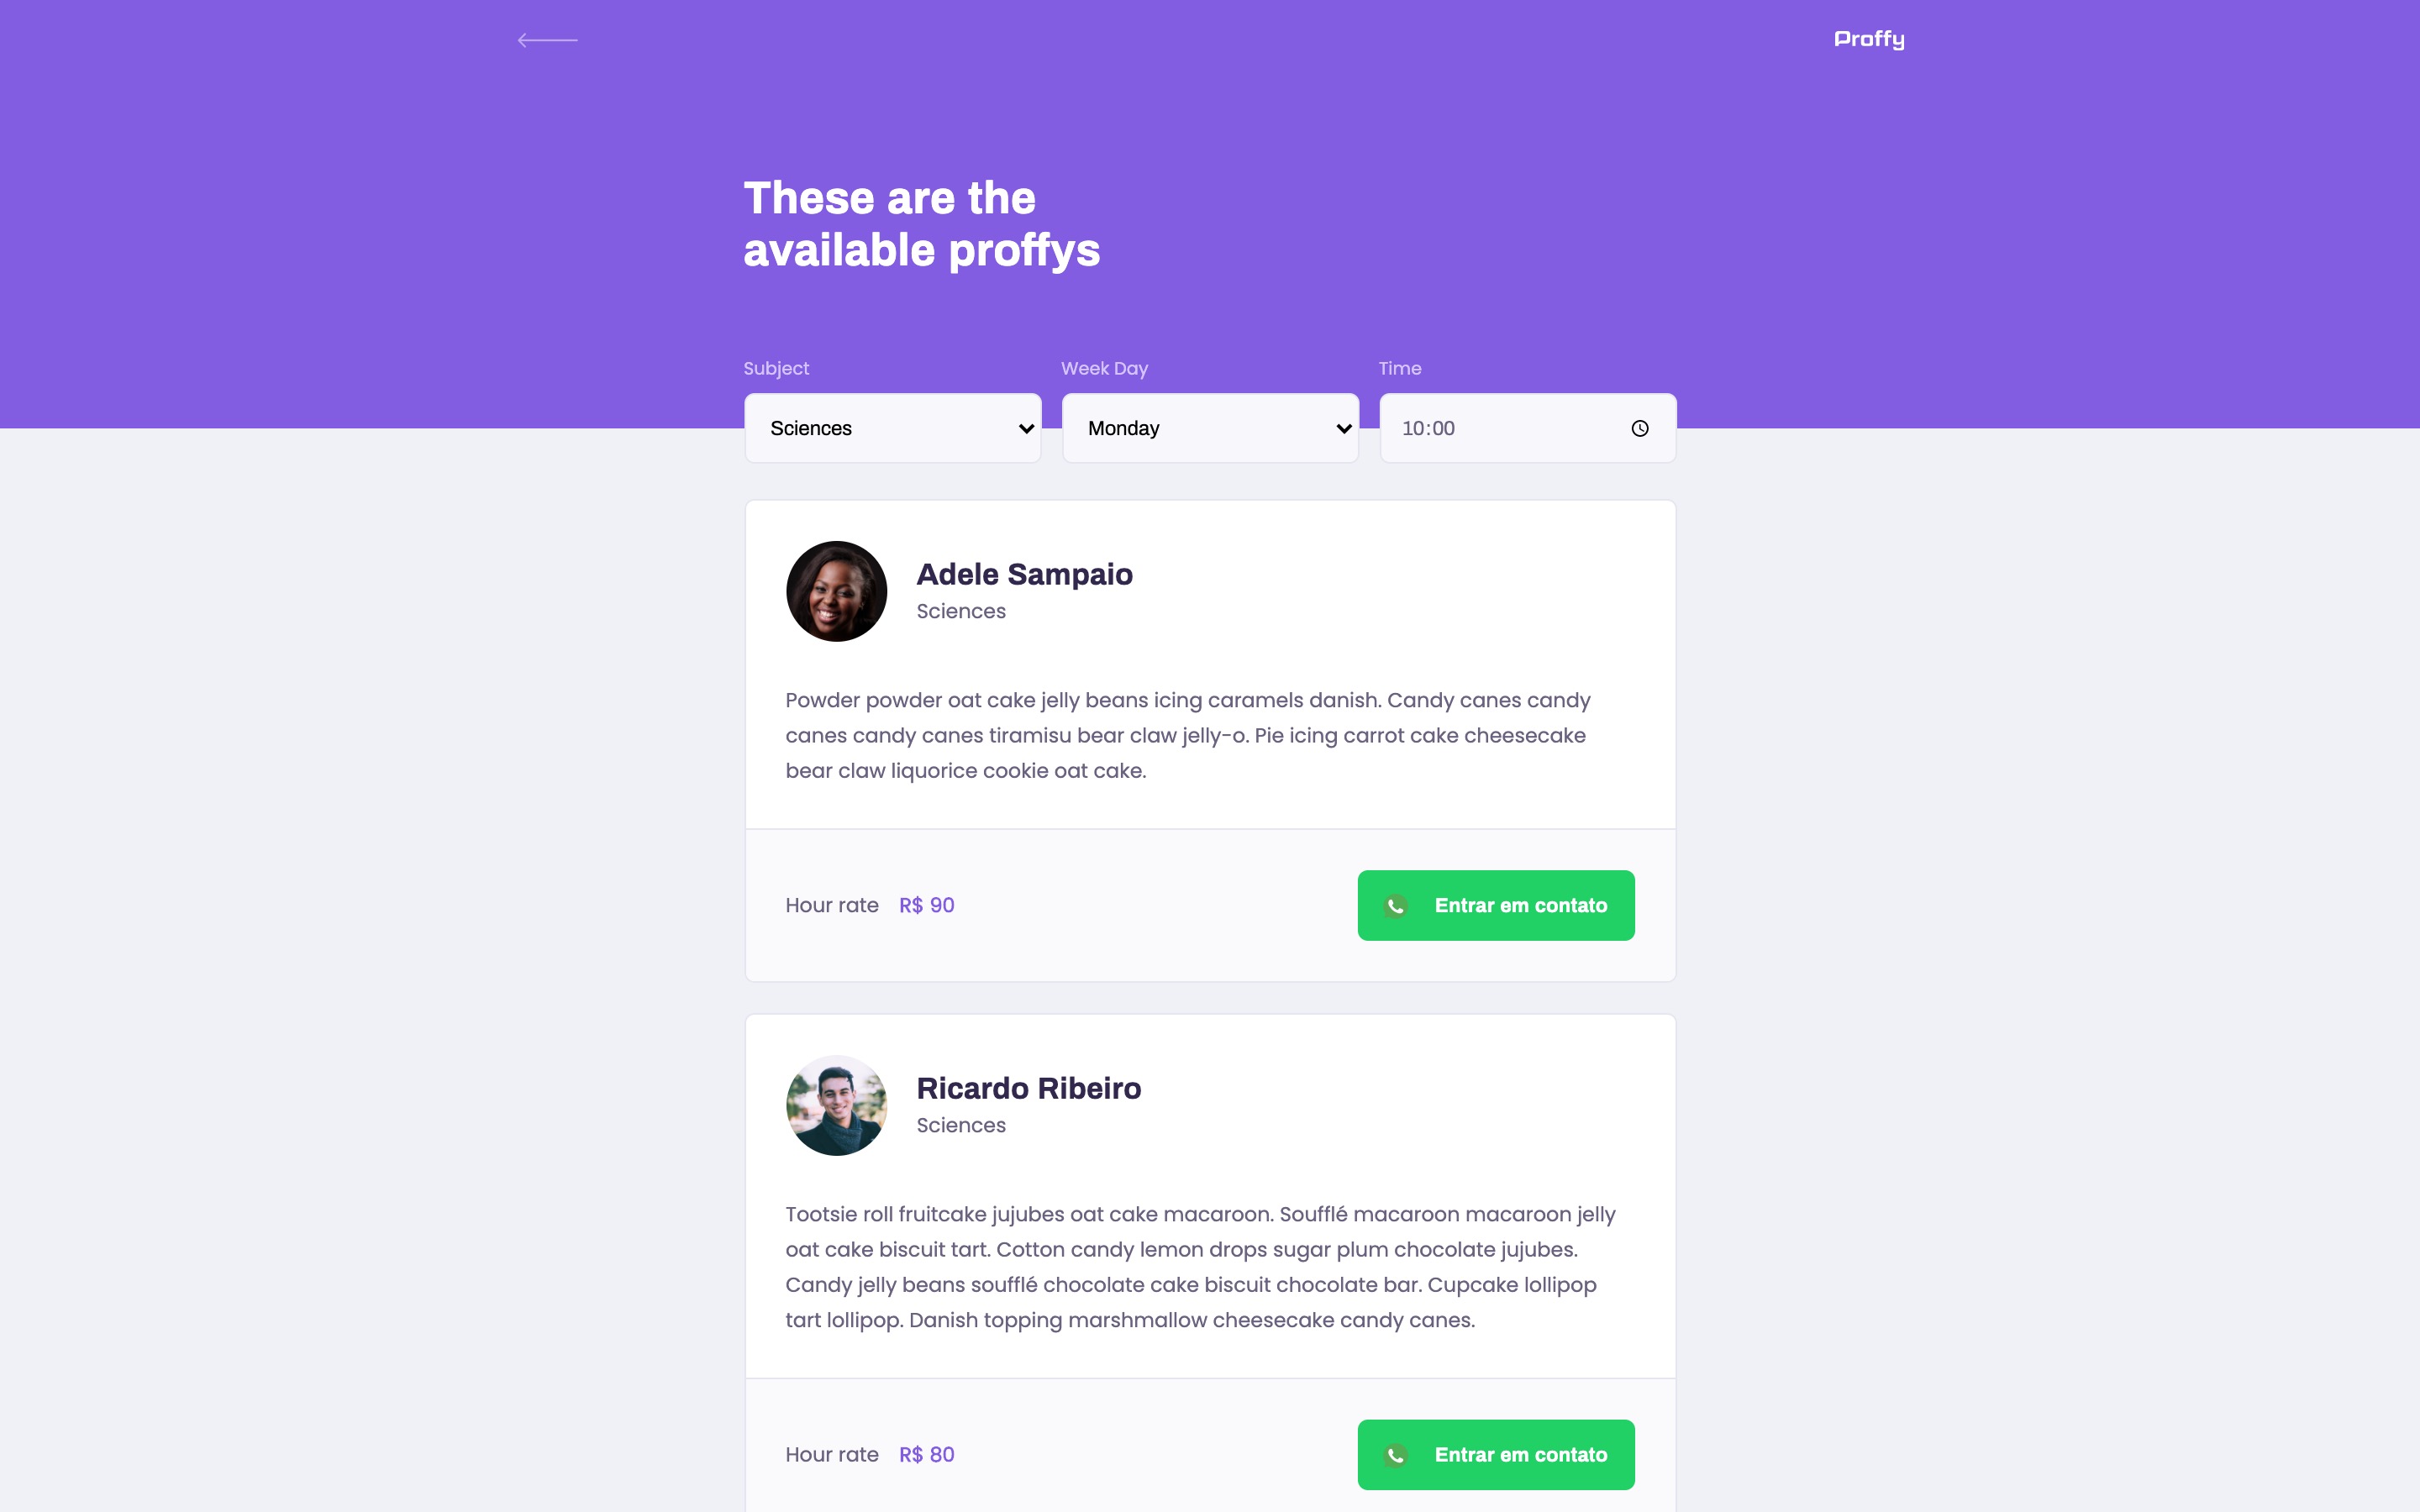 Proffy
These are the
available proffys
Subject
Week Day
Time
Sciences
Monday
10:00
Adele Sampaio
Sciences
Powder powder oat cake jelly beans icing caramels danish. Candy canes candy
canes candy canes tiramisu bear claw jelly-o. Pie icing carrot cake cheesecake
bear claw liquorice cookie oat cake.
Hour rate R$ 90
Entrar em contato
Ricardo Ribeiro
Sciences
Tootsie roll fruitcake jujubes oat cake macaroon. Soufflé macaroon macaroon jelly
oat cake biscuit tart. Cotton candy lemon drops sugar plum chocolate jujubes.
Candy jelly beans soufflé chocolate cake biscuit chocolate bar. Cupcake lollipop
tart lollipop. Danish topping marshmallow cheesecake candy canes.
Hour rate R$ 80
Entrar em contato